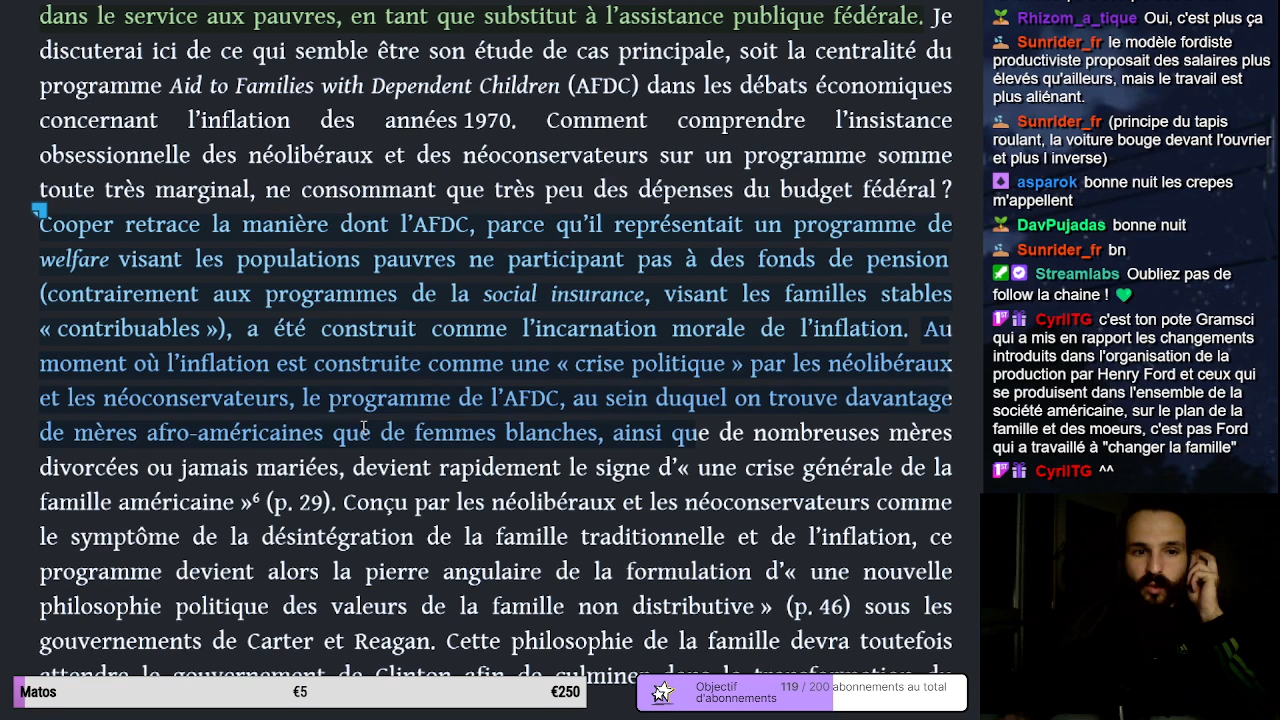 dans le service aux pauvres, en tant que substitut à l’assistance publique fédérale. Je
discuterai ici de ce qui semble être son étude de cas principale, soit la centralité du
programme Aid to Families with Dependent Children (AFDC) dans les débats économiques
concernant l’inflation des années 1970. Comment comprendre l’insistance
obsessionnelle des néolibéraux et des néoconservateurs sur un programme somme
toute très marginal, ne consommant que très peu des dépenses du budget fédéral ?
Cooper retrace la manière dont l’AFDC, parce qu’il représentait un programme de
welfare visant les populations pauvres ne participant pas à des fonds de pension
(contrairement aux programmes de la social insurance, visant les familles stables
« contribuables »), a été construit comme l’incarnation morale de l’inflation. Au
moment où l’inflation est construite comme une « crise politique » par les néolibéraux
et les néoconservateurs, le programme de l’AFDC, au sein duquel on trouve davantage
de mères afro-américaines que de femmes blanches, ainsi que de nombreuses mères
divorcées ou jamais mariées, devient rapidement le signe d’« une crise générale de la
famille américaine »⁶ (p. 29). Conçu par les néolibéraux et les néoconservateurs comme
le symptôme de la désintégration de la famille traditionnelle et de l’inflation, ce
programme devient alors la pierre angulaire de la formulation d’« une nouvelle
philosophie politique des valeurs de la famille non distributive » (p. 46) sous les
gouvernements de Carter et Reagan. Cette philosophie de la famille devra toutefois
attendre le gouvernement de Clinton afin de culminer dans la transformation du
Matos
€5
€250
Objectif
d'abonnements
119 / 200 abonnements au total
Rhizom_a_tique Oui, c'est plus ça
Sunrider_fr le modèle fordiste
productiviste proposait des salaires plus
élevés qu'ailleurs, mais le travail est
plus aliénant.
Sunrider_fr (principe du tapis
roulant, la voiture bouge devant l'ouvrier
et plus l inverse)
asparok bonne nuit les crepes
m'appellent
DavPujadas bonne nuit
Sunrider_fr bn
Streamlabs Oubliez pas de
follow la chaine !
CyrilTG c'est ton pote Gramsci
qui a mis en rapport les changements
introduits dans l'organisation de la
production par Henry Ford et ceux qui
se produisent dans l'ensemble de la
société américaine, sur le plan de la
famille et des moeurs, c'est pas Ford
qui a travaillé à "changer la famille"
CyrilTG ^^